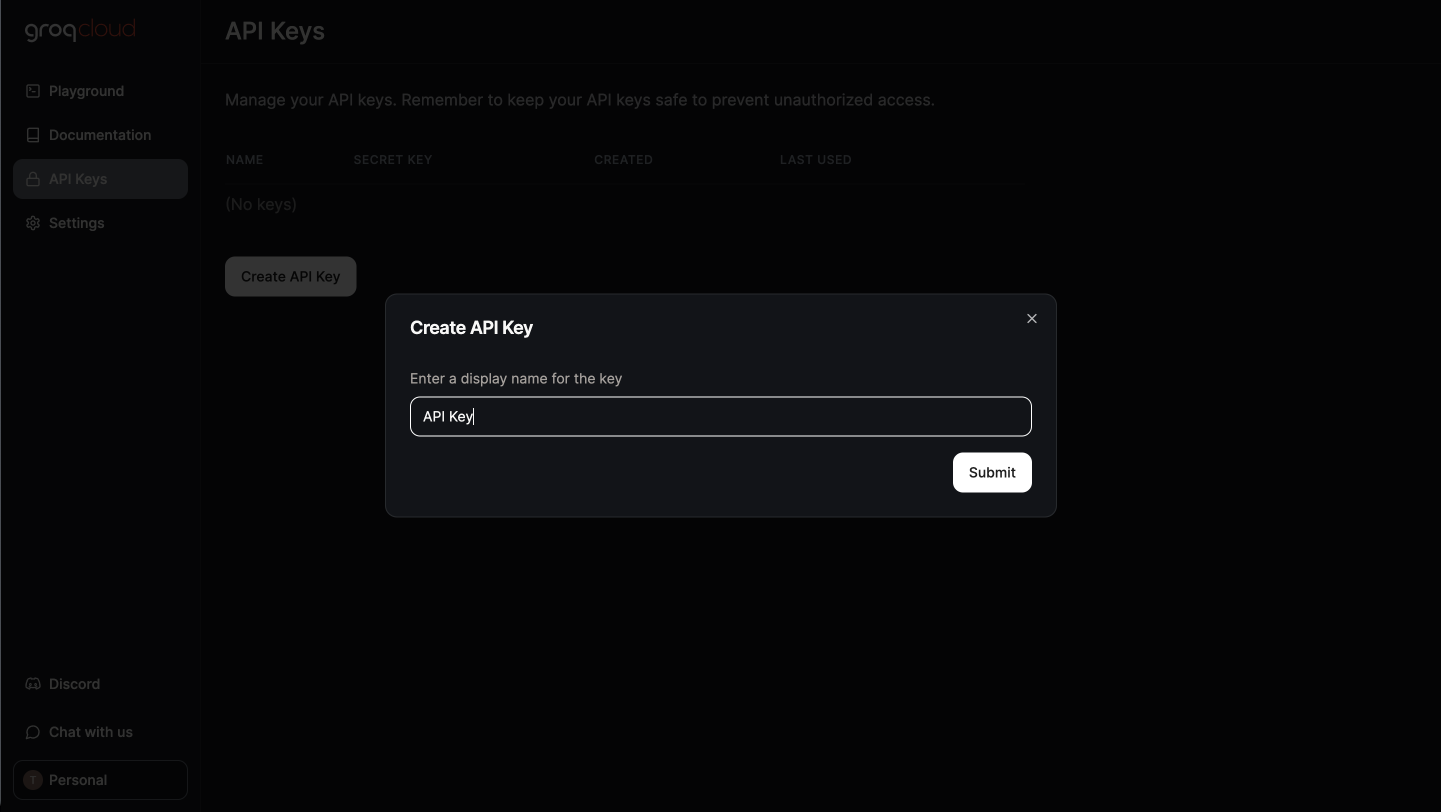 groqcloud
API Keys
Playground
Manage your API keys. Remember to keep your API keys safe to prevent unauthorized access.
Documentation
NAME SECRET KEY CREATED LAST USED
API Keys
(No keys)
Settings
Create API Key
Create API Key
Enter a display name for the key
API Key
Submit
Discord
Chat with us
T Personal